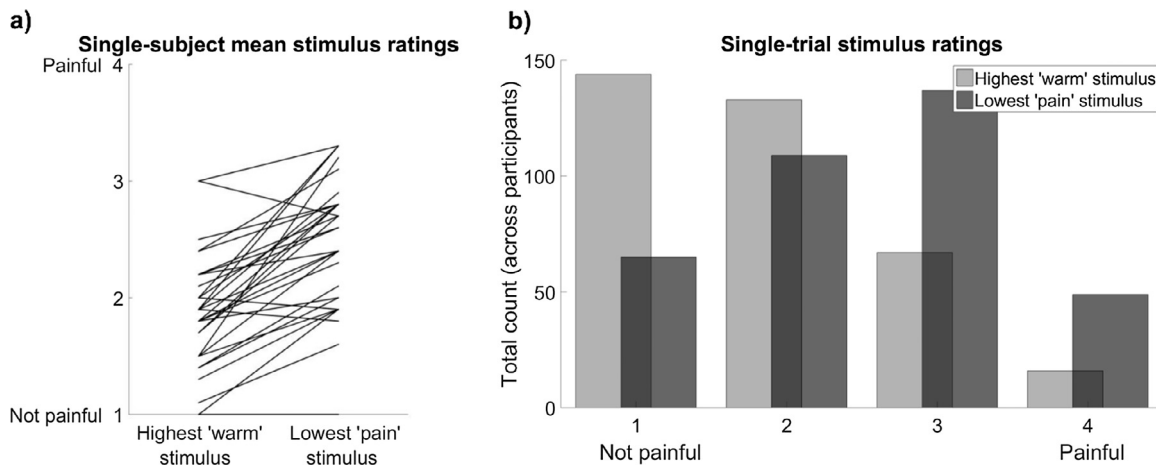 a)
Single-subject mean stimulus ratings
Painful 4
3
2
Not painful 1
Highest 'warm' stimulus
Lowest 'pain' stimulus
b)
Single-trial stimulus ratings
Total count (across participants)
150
100
50
0
Highest 'warm' stimulus
Lowest 'pain' stimulus
1 2 3 4
Not Painful Painful